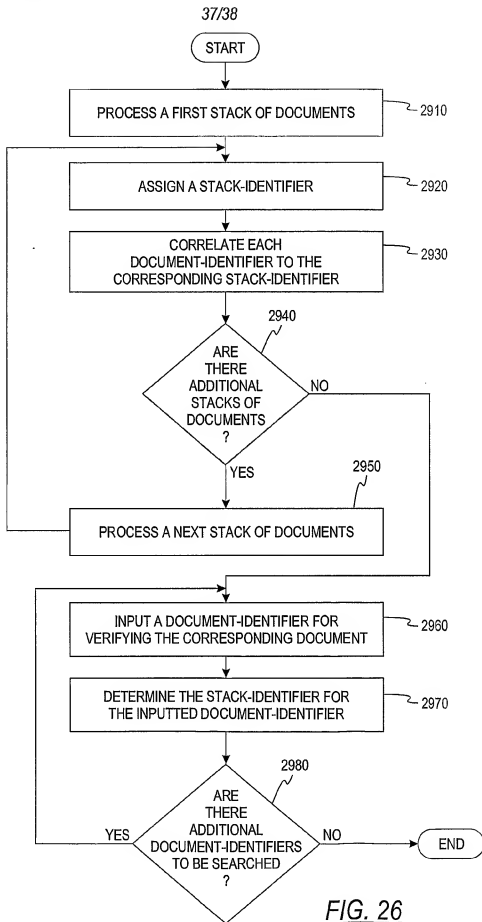 37/38
START
PROCESS A FIRST STACK OF DOCUMENTS
2910
ASSIGN A STACK-IDENTIFIER
2920
CORRELATE EACH
DOCUMENT-IDENTIFIER TO THE
CORRESPONDING STACK-IDENTIFIER
2930
2940
ARE
THERE
ADDITIONAL
STACKS OF
DOCUMENTS
?
NO
YES
2950
PROCESS A NEXT STACK OF DOCUMENTS
INPUT A DOCUMENT-IDENTIFIER FOR
VERIFYING THE CORRESPONDING DOCUMENT
2960
DETERMINE THE STACK-IDENTIFIER FOR
THE INPUTTED DOCUMENT-IDENTIFIER
2970
2980
ARE
THERE
ADDITIONAL
DOCUMENT-IDENTIFIERS
TO BE SEARCHED
?
YES
NO
END
FIG. 26